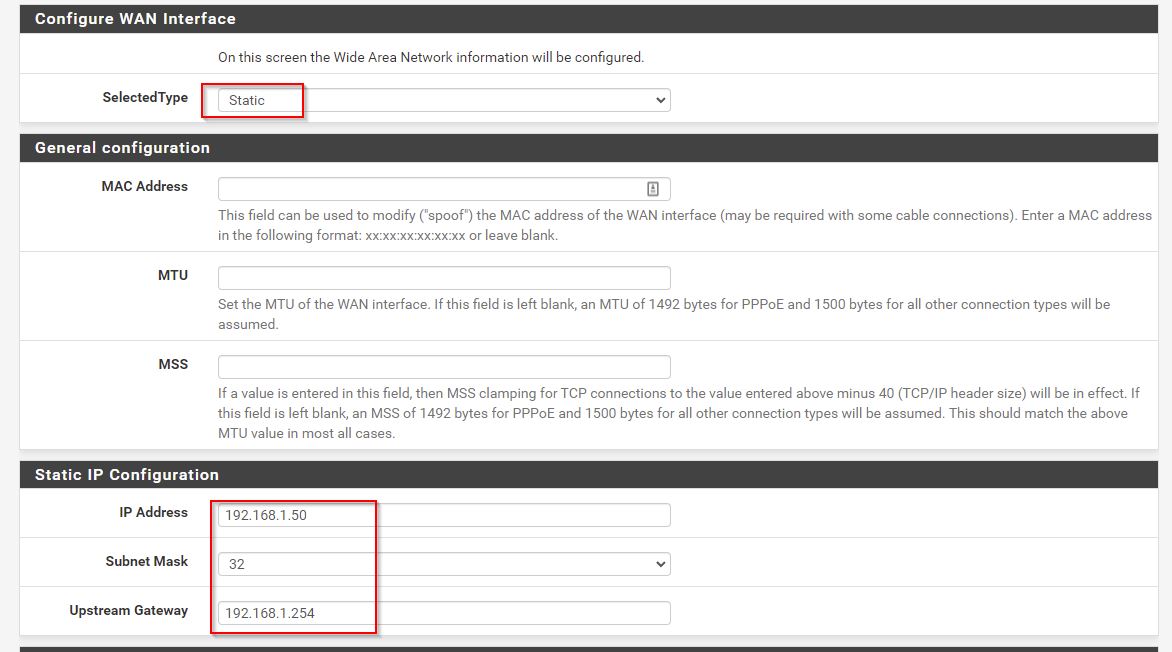 Configure WAN Interface
On this screen the Wide Area Network information will be configured.
SelectedType
Static
General configuration
MAC Address
This field can be used to modify ("spoof") the MAC address of the WAN interface (may be required with some cable connections). Enter a MAC address
in the following format: xx:xx:xx:xx:xx:xx or leave blank.
MTU
Set the MTU of the WAN interface. If this field is left blank, an MTU of 1492 bytes for PPPoE and 1500 bytes for all other connection types will be
assumed.
MSS
If a value is entered in this field, then MSS clamping for TCP connections to the value entered above minus 40 (TCP/IP header size) will be in effect. If
this field is left blank, an MSS of 1492 bytes for PPPoE and 1500 bytes for all other connection types will be assumed. This should match the above
MTU value in most all cases.
Static IP Configuration
IP Address
192.168.1.50
Subnet Mask
32
Upstream Gateway
192.168.1.254